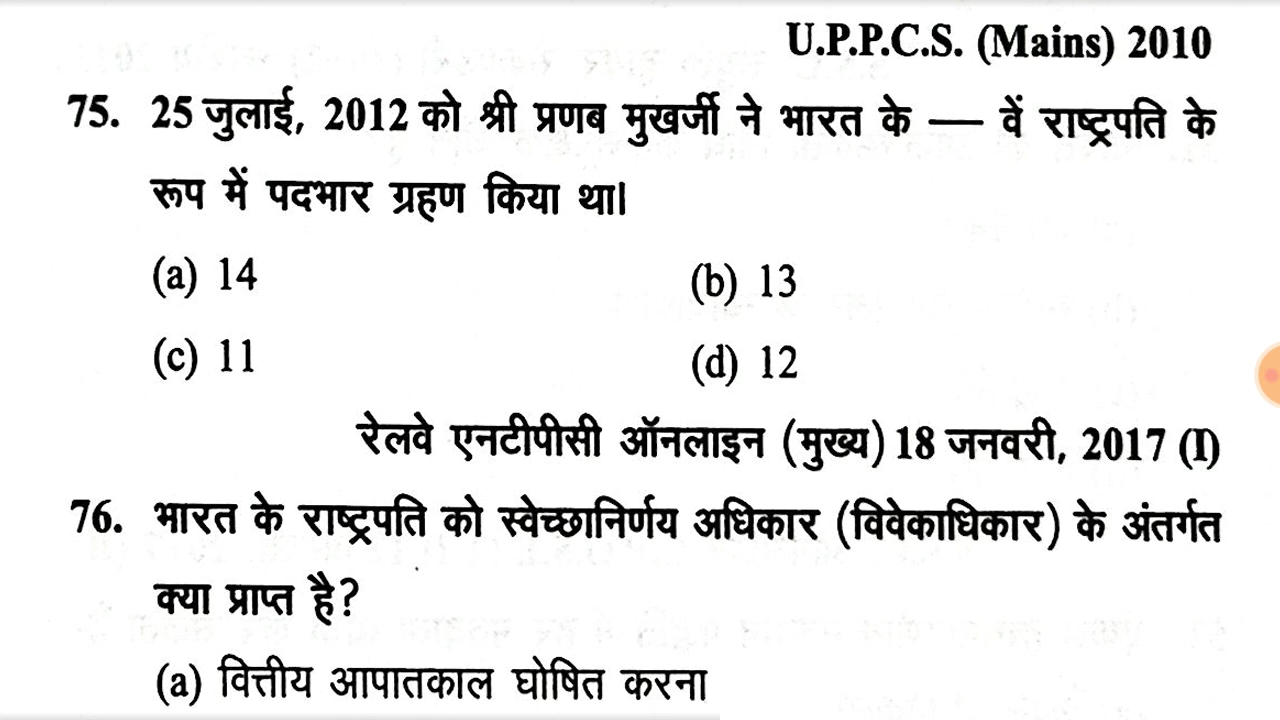 U.P.P.C.S. (Mains) 2010
75. 25 जुलाई, 2012 को श्री प्रणब मुखर्जी ने भारत के — वें राष्ट्रपति के
रूप में पदभार ग्रहण किया था।
(a) 14 (b) 13
(c) 11 (d) 12
रेलवे एनटीपीसी ऑनलाइन (मुख्य) 18 जनवरी, 2017 (I)
76. भारत के राष्ट्रपति को स्वेच्छानिर्णय अधिकार (विवेकाधिकार) के अंतर्गत
क्या प्राप्त है?
(a) वित्तीय आपातकाल घोषित करना